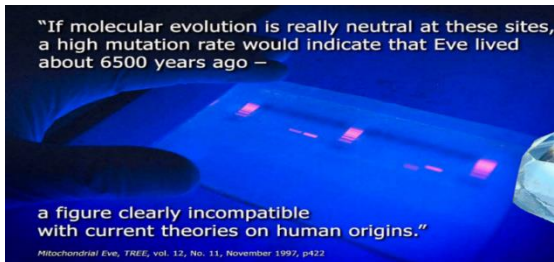 “If molecular evolution is really neutral at these sites,
a high mutation rate would indicate that Eve lived
about 6500 years ago –
a figure clearly incompatible
with current theories on human origins.”
Mitochondrial Eve, TREE, vol. 12, No. 11, November 1997, p422